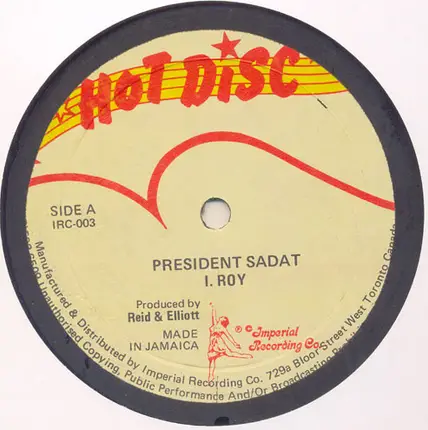 HOT DISC
SIDE A
IRC-003
PRESIDENT SADAT
I. ROY
Produced by
Reid & Elliott
MADE
IN JAMAICA
® © Imperial
Recording Co.
Manufactured & Distributed by Imperial Recording Co. 729a Bloor Street West Toronto Canada
Unauthorised Copying, Public Performance And/Or Broadcasting